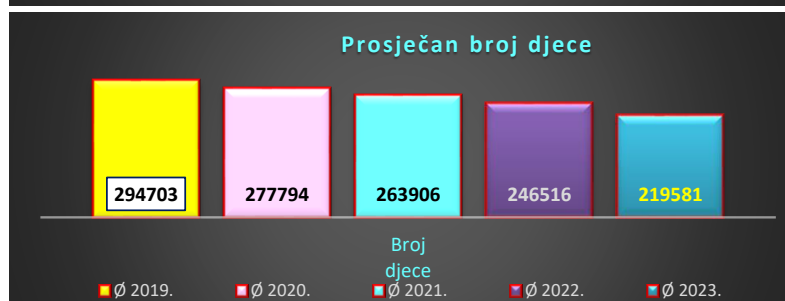 Prosječan broj djece
294703 277794 263906 246516 219581
Broj
djece
Ø 2019. Ø 2020. Ø 2021. Ø 2022. Ø 2023.